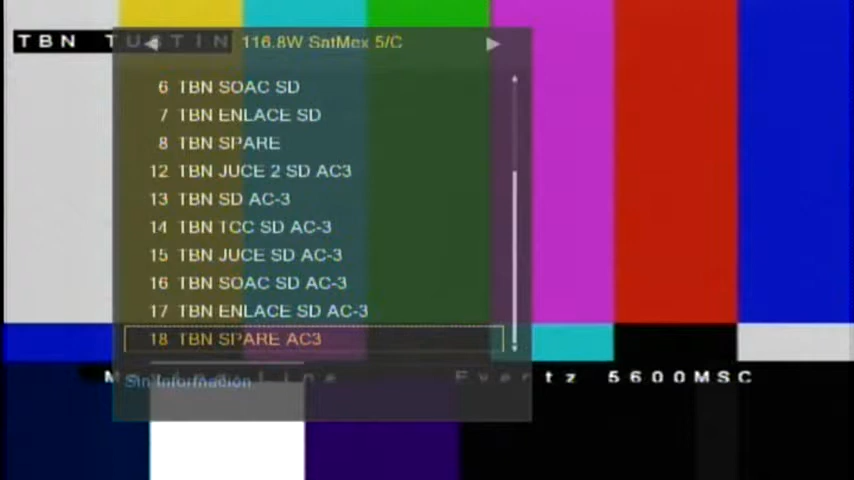 TBN TUSTIN
116.8W SatMex 5/C
6 TBN SOAC SD
7 TBN ENLACE SD
8 TBN SPARE
12 TBN JUCE 2 SD AC3
13 TBN SD AC-3
14 TBN TCC SD AC-3
15 TBN JUCE SD AC-3
16 TBN SOAC SD AC-3
17 TBN ENLACE SD AC-3
18 TBN SPARE AC3
Sin Información
Evertz 5600MSC